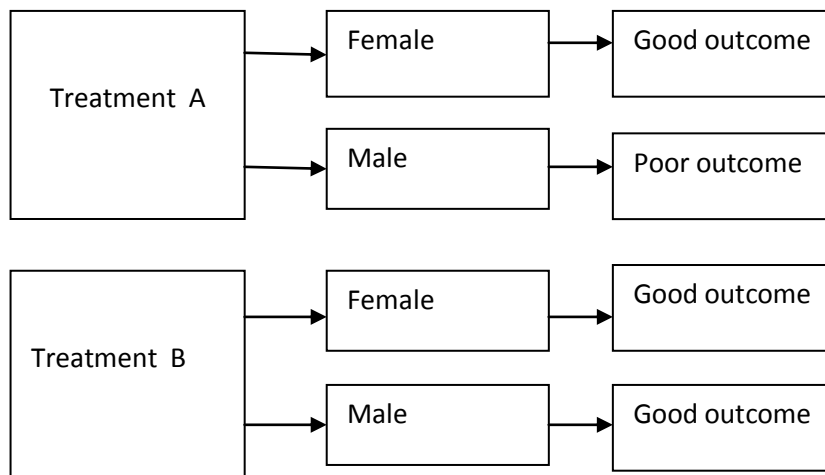 Treatment A
Female
Good outcome
Male
Poor outcome
Treatment B
Female
Good outcome
Male
Good outcome